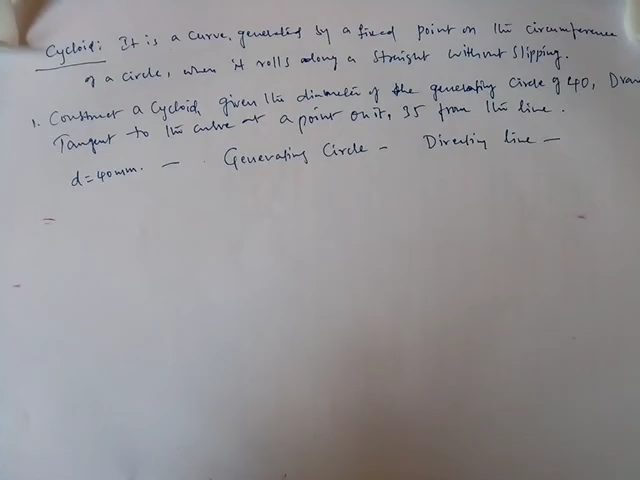 Cycloid: It is a curve, generated by a fixed point on the circumference
of a circle, when it rolls along a straight without slipping.
1. Construct a cycloid, given the diameter of the generating circle of 40, Draw
Tangent to the curve at a point on it, 35 from the line.
d=40mm. — Generating Circle – Directing line —